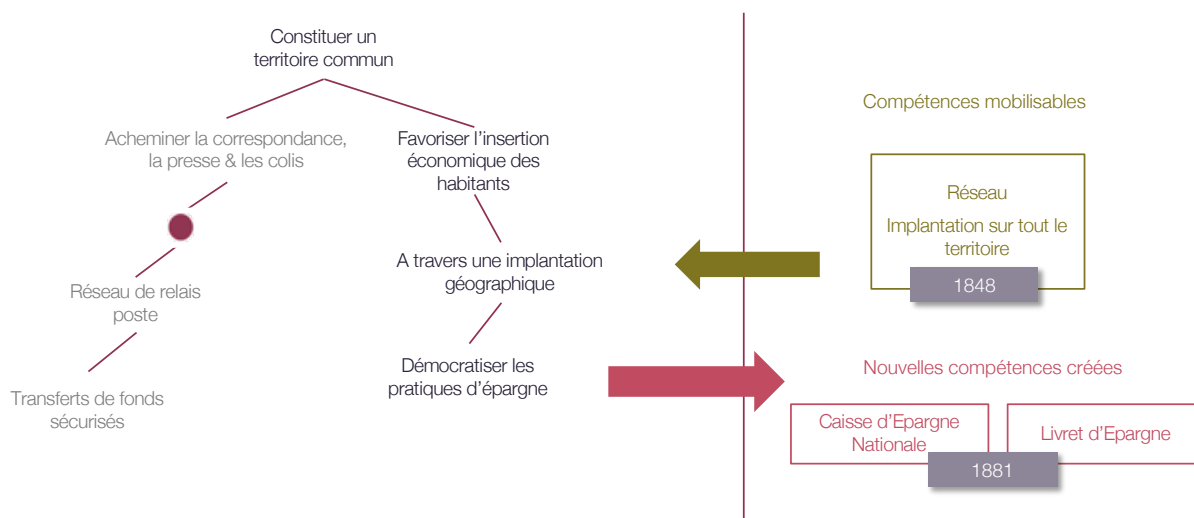 Constituer un
territoire commun
Acheminer la correspondance,
la presse & les colis
Favoriser l’insertion
économique des
habitants
Réseau de relais
poste
A travers une implantation
géographique
Transferts de fonds
sécurisés
Démocratiser les
pratiques d’épargne
Compétences mobilisables
Réseau
Implantation sur tout le
territoire
1848
Nouvelles compétences créées
Caisse d’Epargne
Nationale
Livret d’Epargne
1881